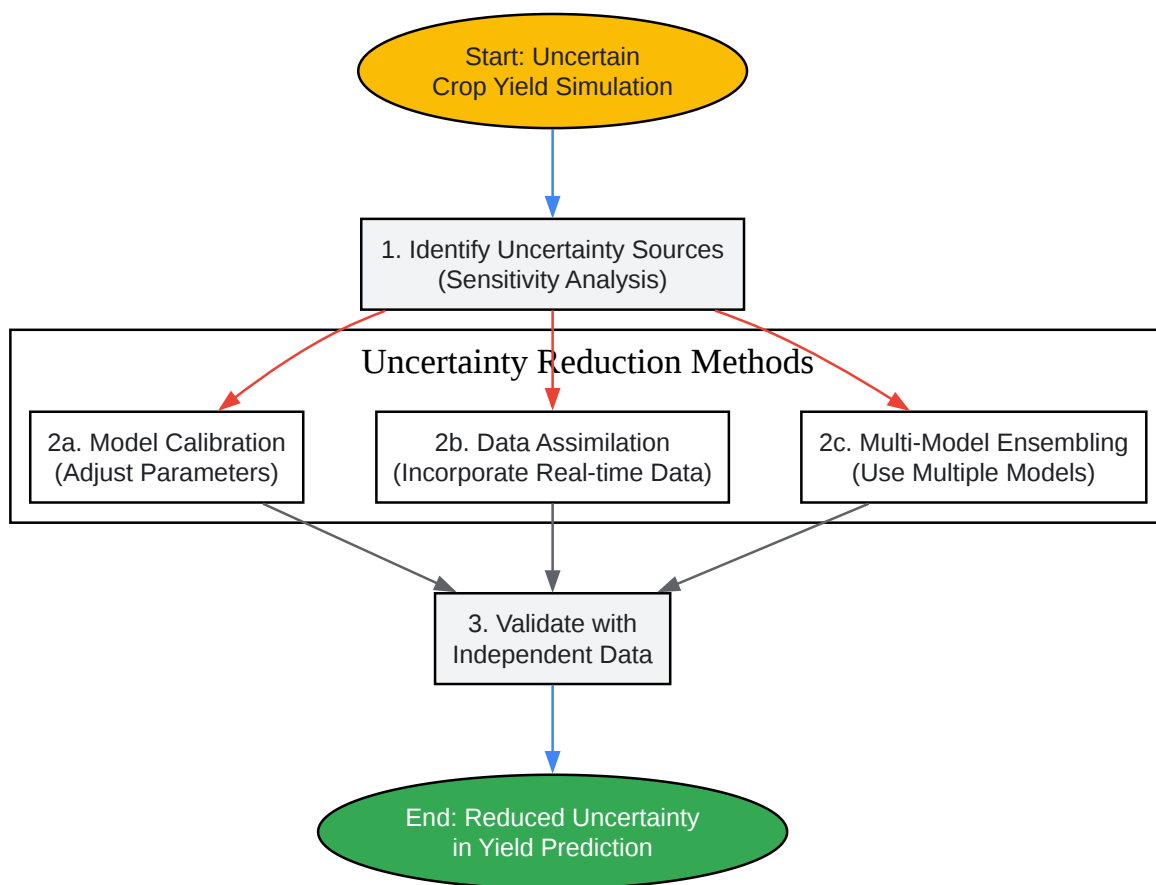 Start: Uncertain
Crop Yield Simulation
1. Identify Uncertainty Sources
(Sensitivity Analysis)
Uncertainty Reduction Methods
2a. Model Calibration
(Adjust Parameters)
2b. Data Assimilation
(Incorporate Real-time Data)
2c. Multi-Model Ensembling
(Use Multiple Models)
3. Validate with
Independent Data
End: Reduced Uncertainty
in Yield Prediction